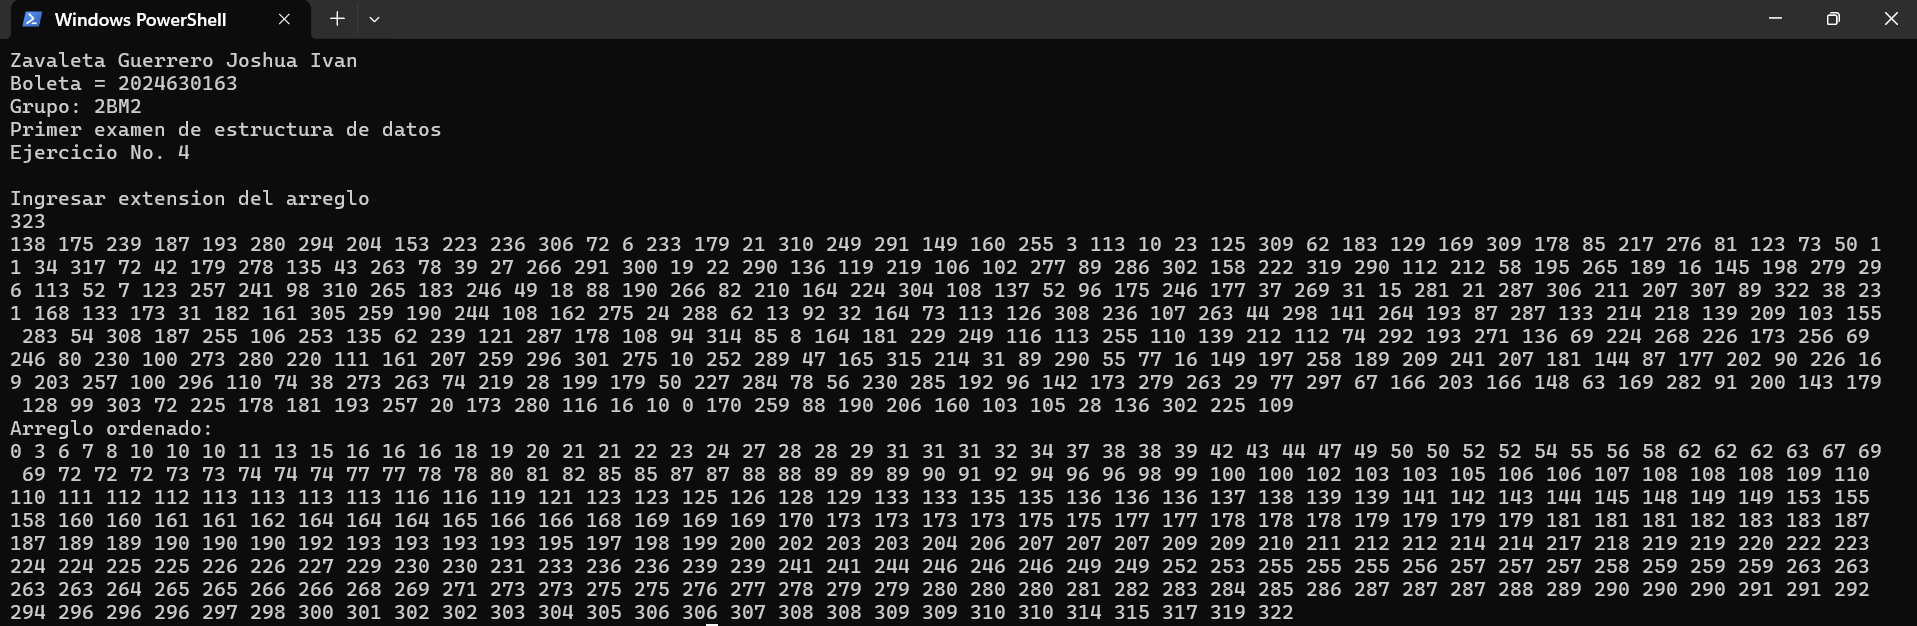 Windows PowerShell
Zavaleta Guerrero Joshua Ivan
Boleta = 2024630163
Grupo: 2BM2
Primer examen de estructura de datos
Ejercicio No. 4
Ingresar extension del arreglo
323
138 175 239 187 193 280 294 204 153 223 236 306 72 6 233 179 21 310 249 291 149 160 255 3 113 10 23 125 309 62 183 129 169 309 178 85 217 276 81 123 73 50 1
1 34 317 72 42 179 278 135 43 263 78 39 27 266 291 300 19 22 290 136 119 219 106 102 277 89 286 302 158 222 319 290 112 212 58 195 265 189 16 145 198 279 29
6 113 52 7 123 257 241 98 310 265 183 246 49 18 88 190 266 82 210 164 224 304 108 137 52 96 175 246 177 37 269 31 15 281 21 287 306 211 207 307 89 322 38 23
1 168 133 173 31 182 161 305 259 190 244 108 162 275 24 288 62 13 92 32 164 73 113 126 308 236 107 263 44 298 141 264 193 87 287 133 214 218 139 209 103 155
283 54 308 187 255 106 253 135 62 239 121 287 178 108 94 314 85 8 164 181 229 249 116 113 255 110 139 212 112 74 292 193 271 136 69 224 268 226 173 256 69
246 80 230 100 273 280 220 111 161 207 259 296 301 275 10 252 289 47 165 315 214 31 89 290 55 77 16 149 197 258 189 209 241 207 181 144 87 177 202 90 226 16
9 203 257 100 296 110 74 38 273 263 74 219 28 199 179 50 227 284 78 56 230 285 192 96 142 173 279 263 29 77 297 67 166 203 166 148 63 169 282 91 200 143 179
128 99 303 72 225 178 181 193 257 20 173 280 116 16 10 0 170 259 88 190 206 160 103 105 28 136 302 225 109
Arreglo ordenado:
0 3 6 7 8 10 10 10 11 13 15 16 16 16 18 19 20 21 21 22 23 24 27 28 28 29 31 31 31 32 34 37 38 38 39 42 43 44 47 49 50 50 52 52 54 55 56 58 62 62 62 63 67 69
69 72 72 72 73 73 74 74 74 77 77 78 78 80 81 82 85 85 87 87 88 88 89 89 89 90 91 92 94 96 96 98 99 100 100 102 103 103 105 106 106 107 108 108 108 109 110
110 111 112 112 113 113 113 113 116 116 119 121 123 123 125 126 128 129 133 133 135 135 136 136 136 137 138 139 139 141 142 143 144 145 148 149 149 153 155
158 160 160 161 161 162 164 164 164 165 166 166 168 169 169 169 170 173 173 173 173 175 175 177 177 178 178 178 179 179 179 179 181 181 181 182 183 183 187
187 189 189 190 190 190 192 193 193 193 193 195 197 198 199 200 202 203 203 204 206 207 207 207 209 209 210 211 212 212 214 214 217 218 219 219 220 222 223
224 224 225 225 226 226 227 229 230 230 231 233 236 236 239 239 241 241 244 246 246 246 249 249 252 253 255 255 255 256 257 257 257 258 259 259 259 263 263
263 263 264 265 265 266 266 268 269 271 273 273 275 275 276 277 278 279 279 280 280 280 281 282 283 284 285 286 287 287 287 288 289 290 290 290 291 291 292
294 296 296 296 297 298 300 301 302 302 303 304 305 306 306 307 308 308 309 309 310 310 314 315 317 319 322